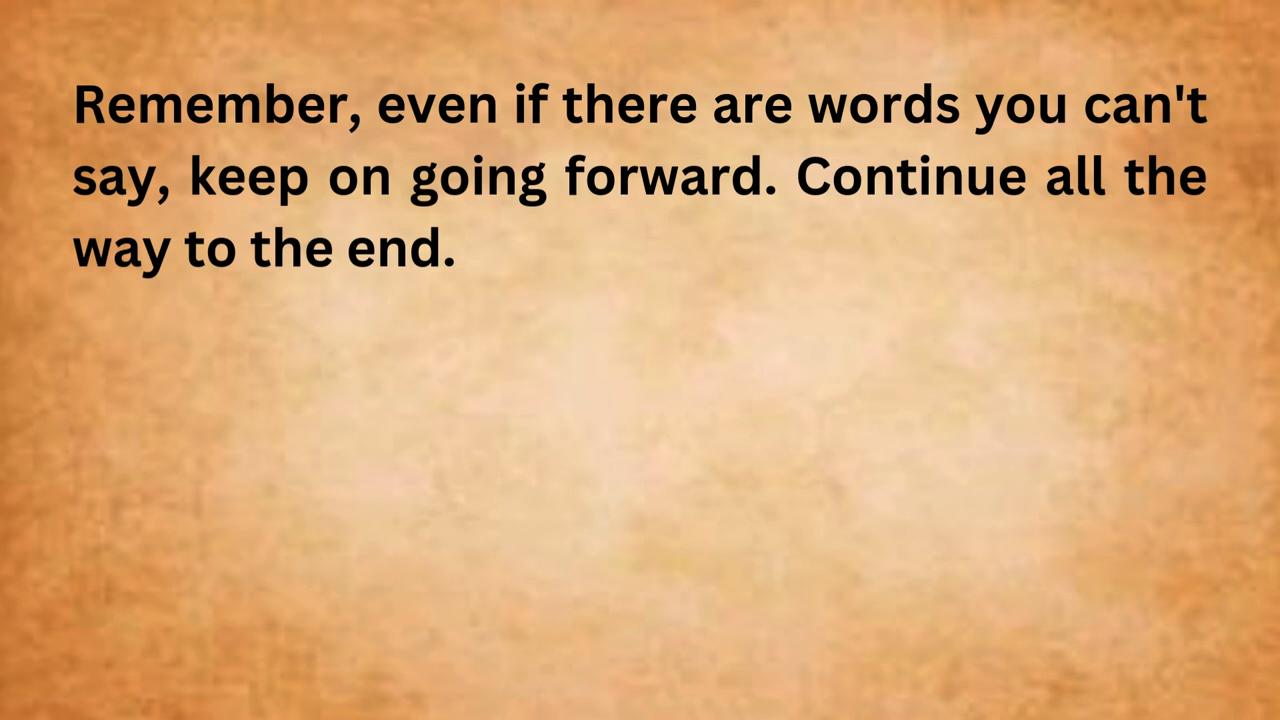 Remember, even if there are words you can't
say, keep on going forward. Continue all the
way to the end.